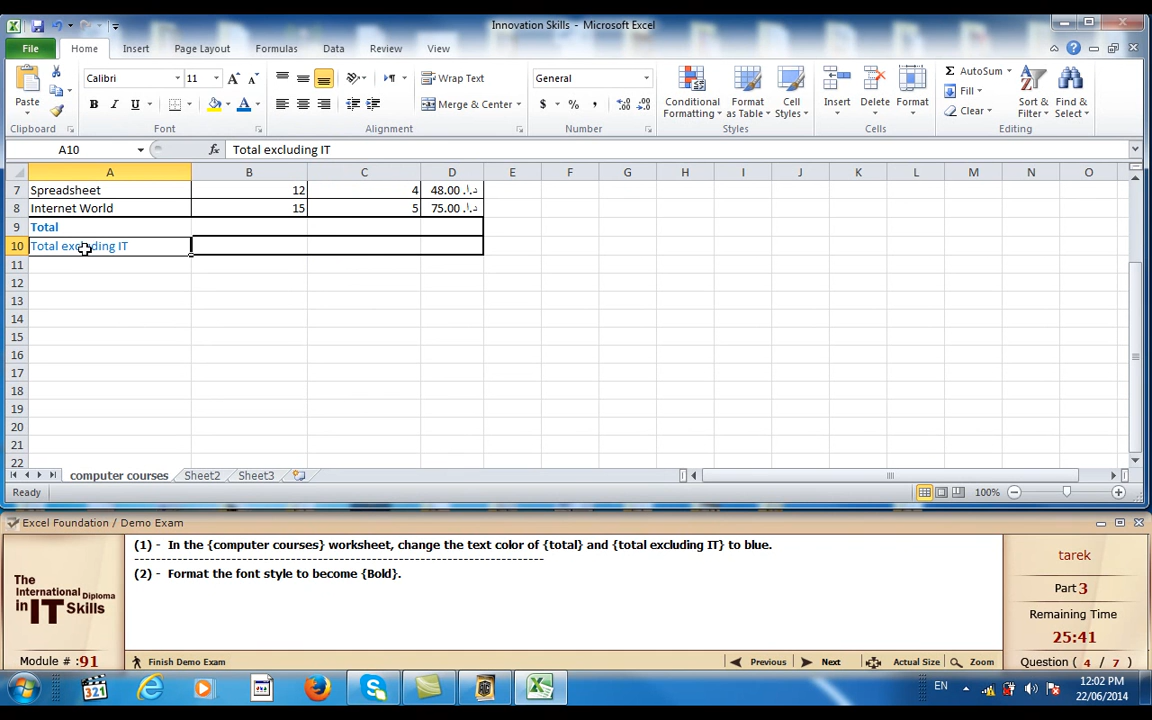 Innovation Skills - Microsoft Excel
File Home Insert Page Layout Formulas Data Review View
Paste
Clipboard
Calibri 11
B I U
Font
Wrap Text
Merge & Center
Alignment
General
$ % ,
Number
Conditional Formatting
Format as Table
Cell Styles
Styles
Insert Delete Format
Cells
Σ AutoSum
Fill
Clear
Sort & Filter
Find & Select
Editing
A10 fx Total excluding IT
A B C D E F G H I J K L M N O
7 Spreadsheet 12 4 48.00 د.إ.
8 Internet World 15 5 75.00 د.إ.
9 Total
10 Total excluding IT
11
12
13
14
15
16
17
18
19
20
21
22
computer courses Sheet2 Sheet3
Ready 100%
Excel Foundation / Demo Exam
The International Diploma in IT Skills
Module # :91
(1) - In the {computer courses} worksheet, change the text color of {total} and {total excluding IT} to blue.
(2) - Format the font style to become {Bold}.
Finish Demo Exam Previous Next Actual Size Zoom
tarek
Part 3
Remaining Time
25:41
Question ( 4 / 7 )
321
EN
12:02 PM
22/06/2014